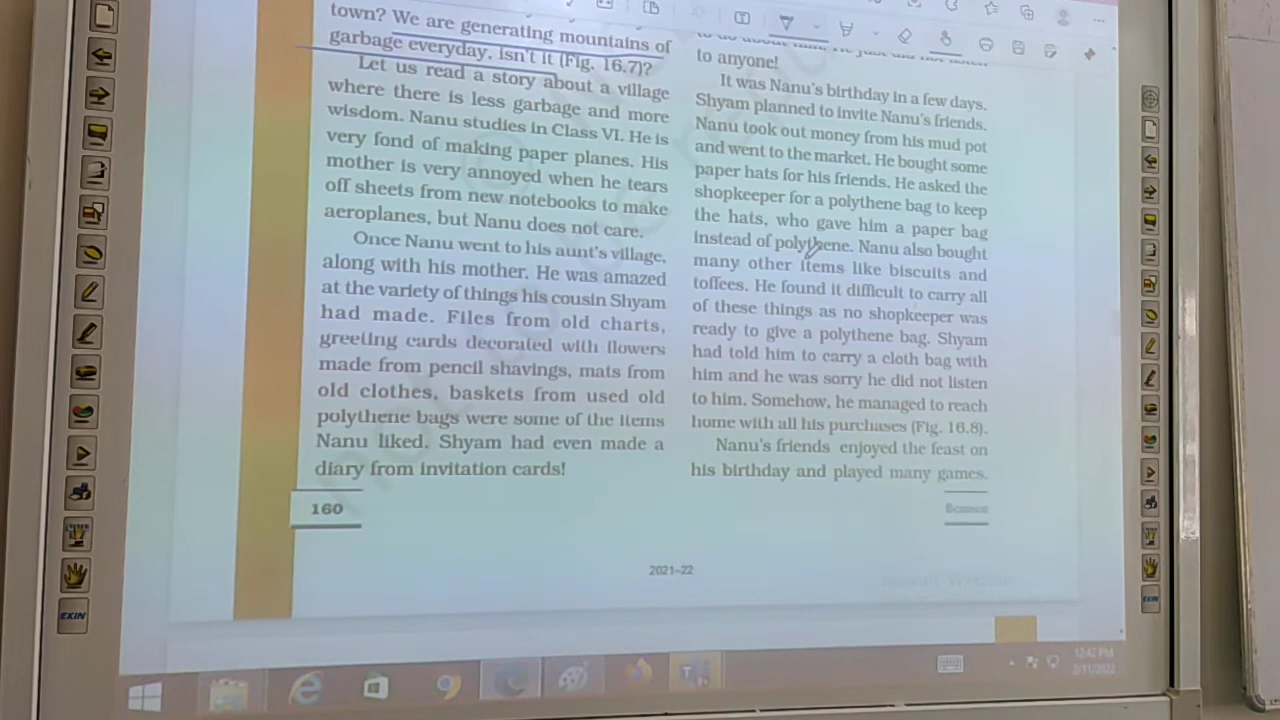 town? We are generating mountains of
garbage everyday, isn't it (Fig. 16.7)?
Let us read a story about a village
where there is less garbage and more
wisdom. Nanu studies in Class VI. He is
very fond of making paper planes. His
mother is very annoyed when he tears
off sheets from new notebooks to make
aeroplanes, but Nanu does not care.
Once Nanu went to his aunt's village,
along with his mother. He was amazed
at the variety of things his cousin Shyam
had made. Files from old charts,
greeting cards decorated with flowers
made from pencil shavings, mats from
old clothes, baskets from used old
polythene bags were some of the items
Nanu liked. Shyam had even made a
diary from invitation cards!
160
to anyone!
It was Nanu's birthday in a few days.
Shyam planned to invite Nanu's friends.
Nanu took out money from his mud pot
and went to the market. He bought some
paper hats for his friends. He asked the
shopkeeper for a polythene bag to keep
the hats, who gave him a paper bag
instead of polythene. Nanu also bought
many other items like biscuits and
toffees. He found it difficult to carry all
of these things as no shopkeeper was
ready to give a polythene bag. Shyam
had told him to carry a cloth bag with
him and he was sorry he did not listen
to him. Somehow, he managed to reach
home with all his purchases (Fig. 16.8).
Nanu's friends enjoyed the feast on
his birthday and played many games.
Science
2021–22
EXIN
EXIN
12:42 PM